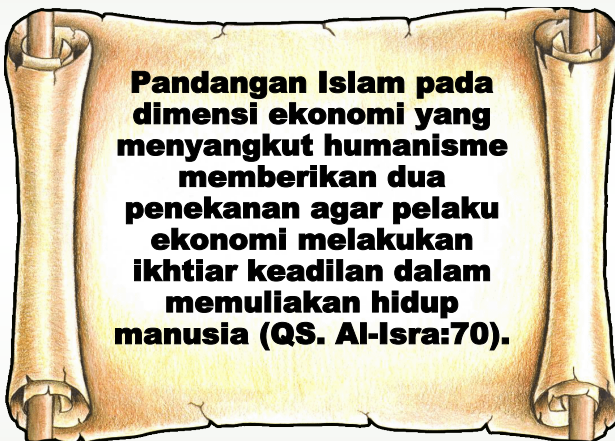 Pandangan Islam pada
dimensi ekonomi yang
menyangkut humanisme
memberikan dua
penekanan agar pelaku
ekonomi melakukan
ikhtiar keadilan dalam
memuliakan hidup
manusia (QS. Al-Isra:70).